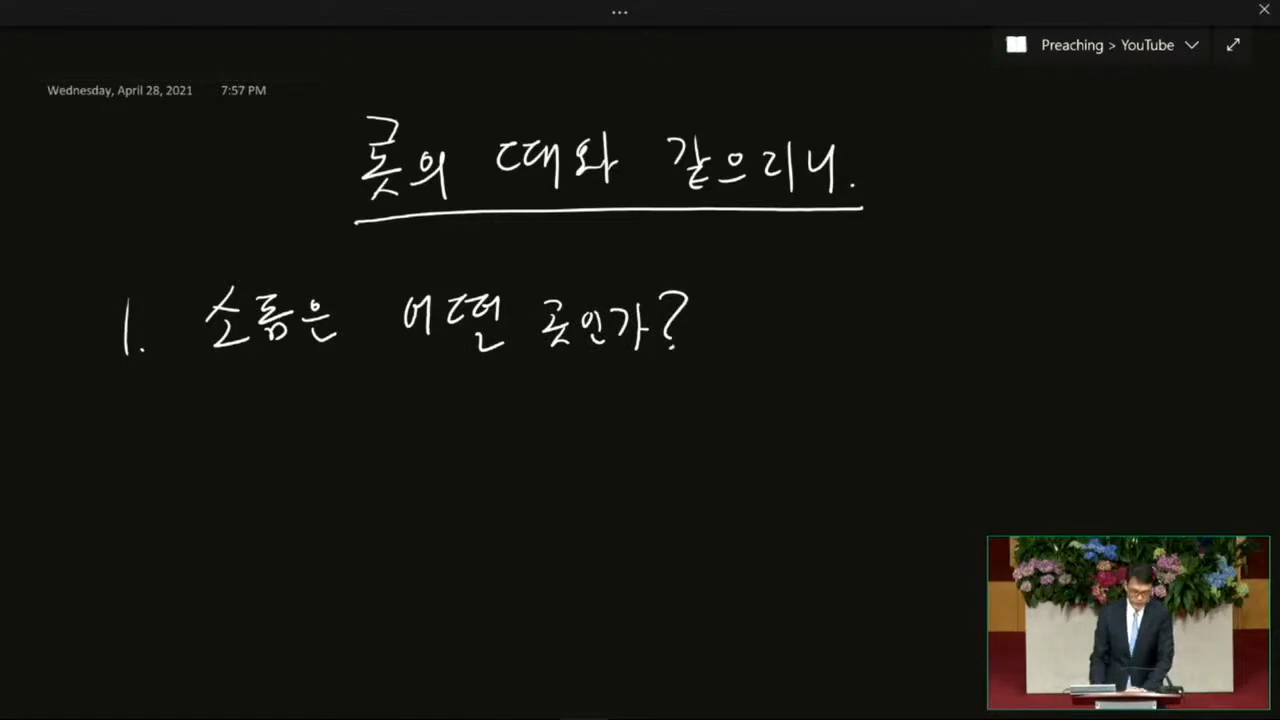 Preaching > YouTube
Wednesday, April 28, 2021 7:57 PM
롯의 때와 같으리니.
1. 소돔은 어떤 곳인가?